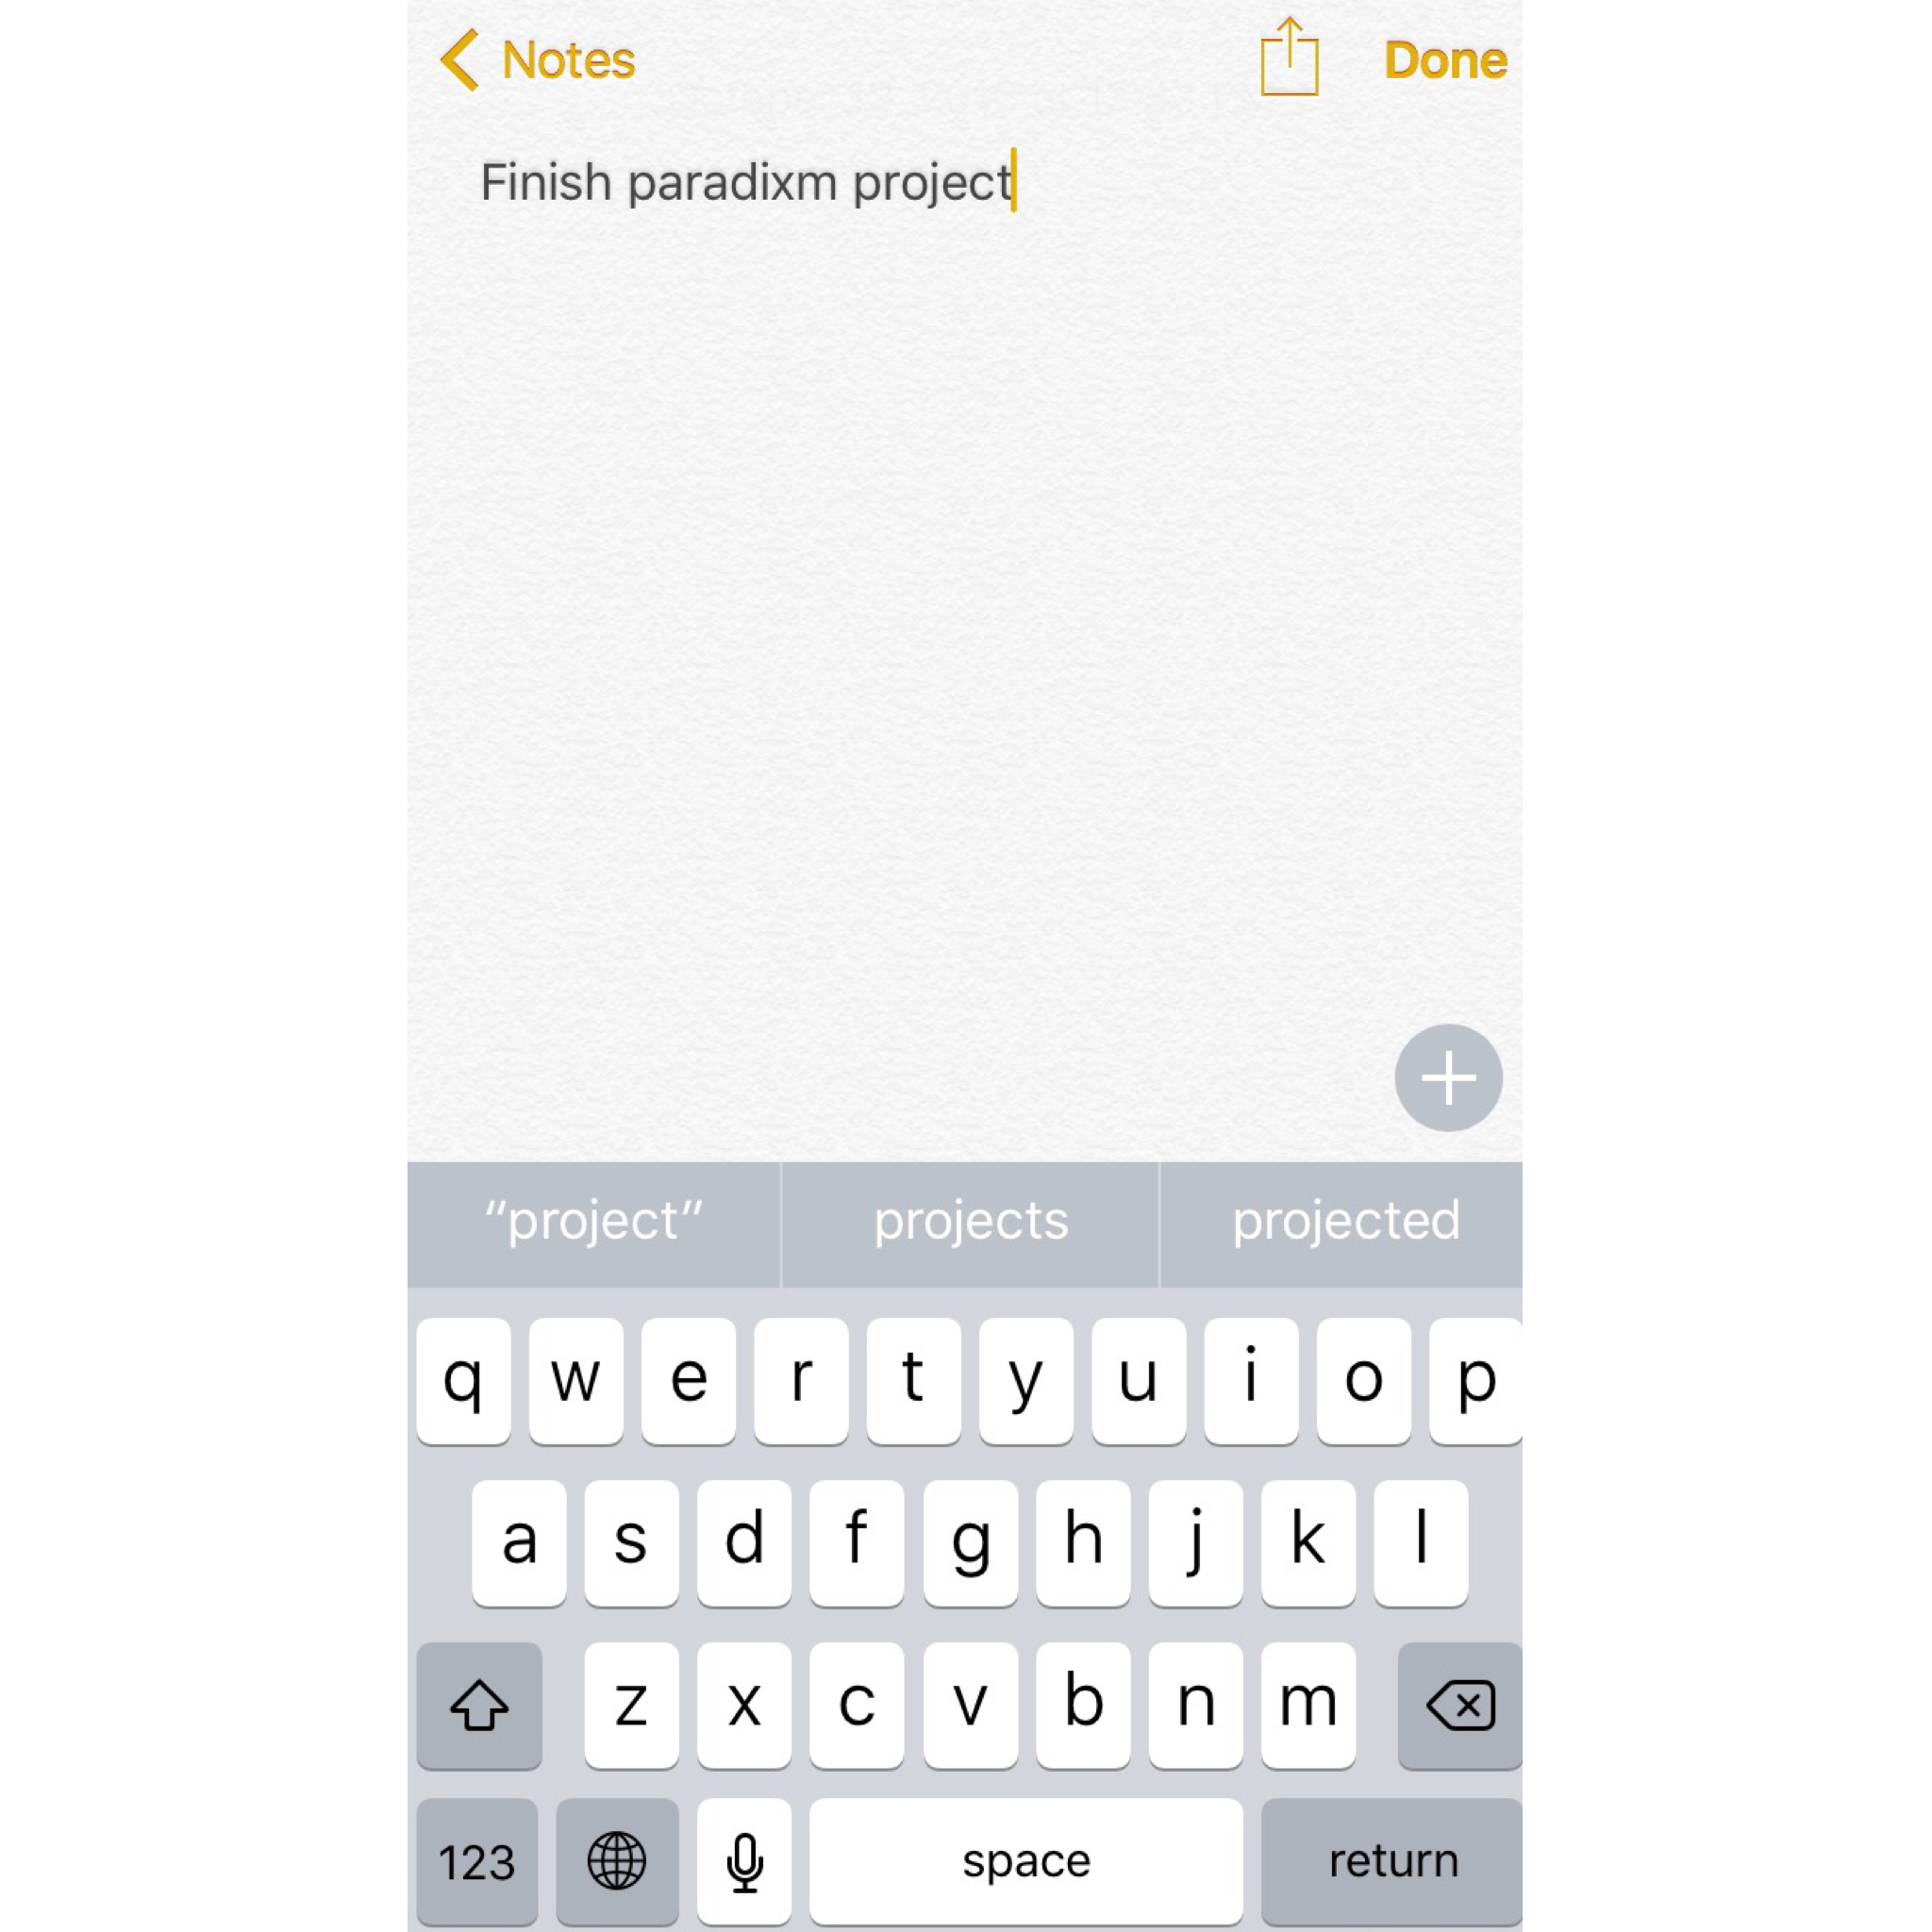 Notes Done
Finish paradixm project
“project” projects projected
q w e r t y u i o p
a s d f g h j k l
z x c v b n m
123 space return